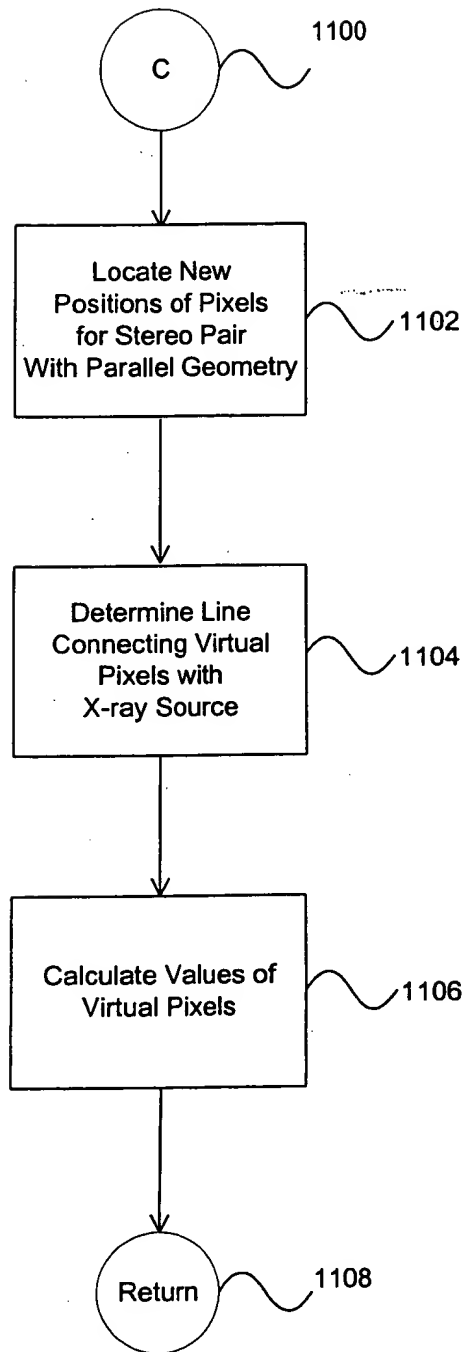 1100
C
Locate New
Positions of Pixels
for Stereo Pair
With Parallel Geometry
1102
Determine Line
Connecting Virtual
Pixels with
X-ray Source
1104
Calculate Values of
Virtual Pixels
1106
Return
1108